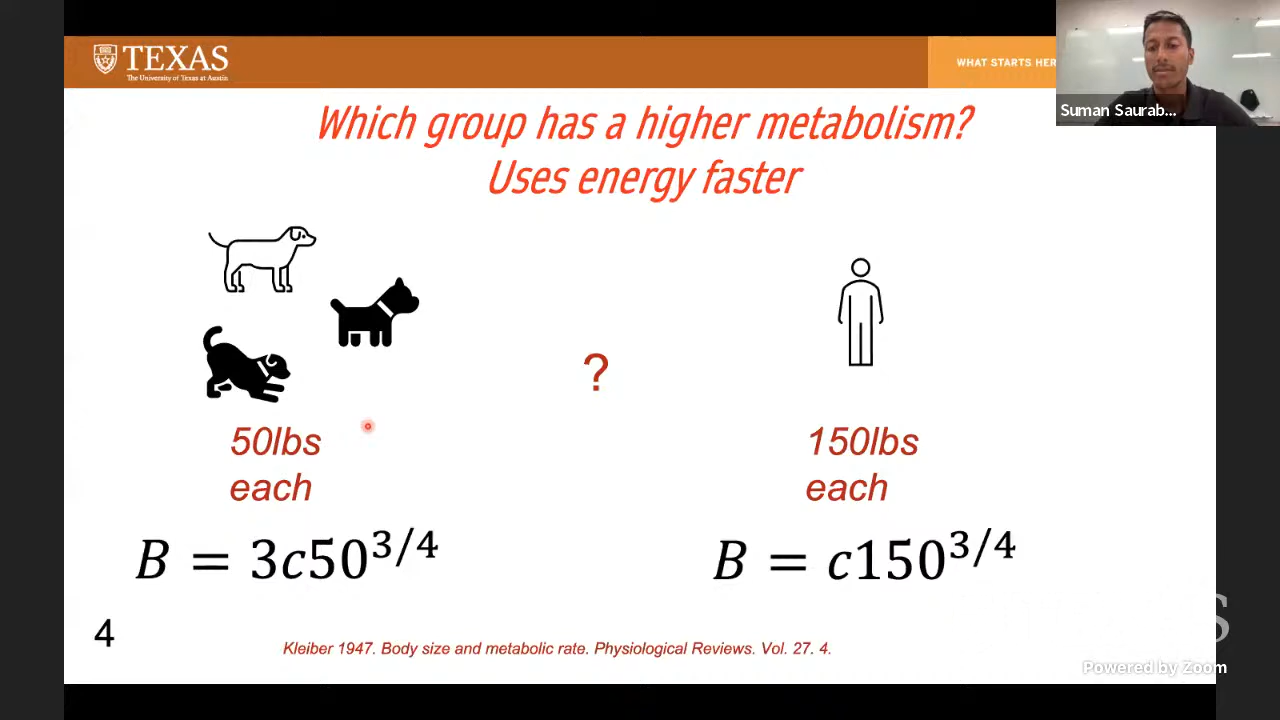 TEXAS
The University of Texas at Austin
WHAT STARTS HER
Suman Saurab...
Which group has a higher metabolism?
Uses energy faster
?
50lbs
each
150lbs
each
B = 3c50^{3/4}
B = c150^{3/4}
4
Kleiber 1947. Body size and metabolic rate. Physiological Reviews. Vol. 27. 4.
S
Powered by Zoom